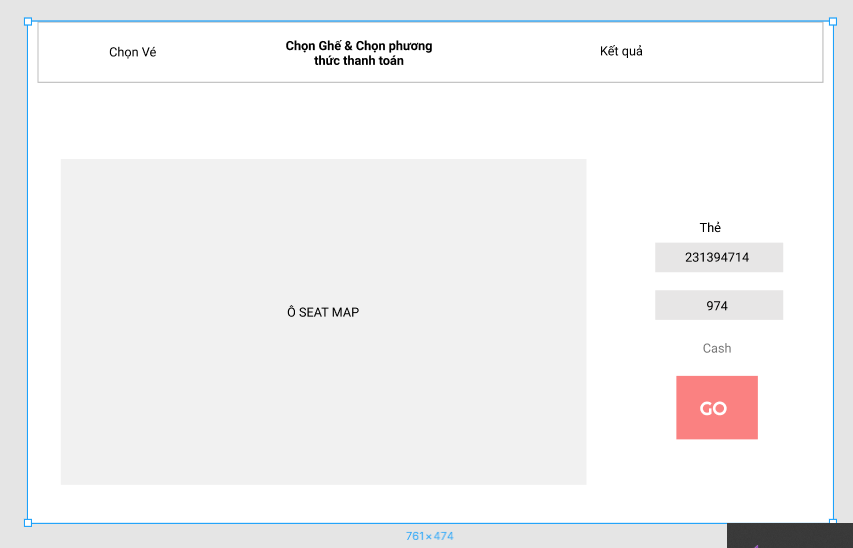 Chọn Vé
Chọn Ghế & Chọn phương
thức thanh toán
Kết quả
Thẻ
231394714
Ô SEAT MAP
974
Cash
GO
761×474